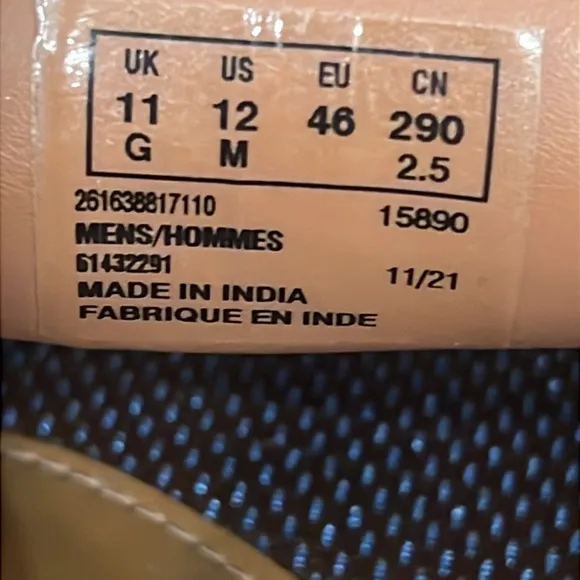 UK US EU CN
11 12 46 290
G M 2.5
261638817110 15890
MENS/HOMMES
61432291 11/21
MADE IN INDIA
FABRIQUE EN INDE